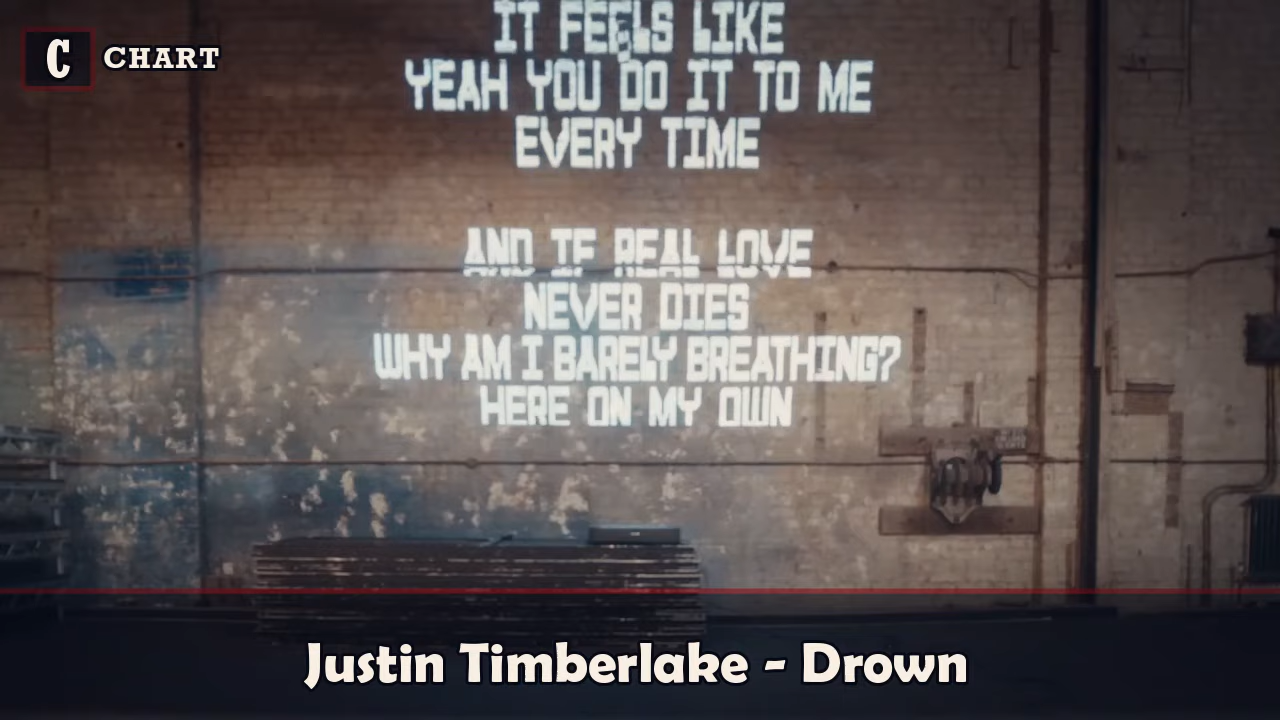 C CHART
IT FEELS LIKE
YEAH YOU DO IT TO ME
EVERY TIME
AND IF REAL LOVE
NEVER DIES
WHY AM I BARELY BREATHING?
HERE ON MY OWN
Justin Timberlake - Drown